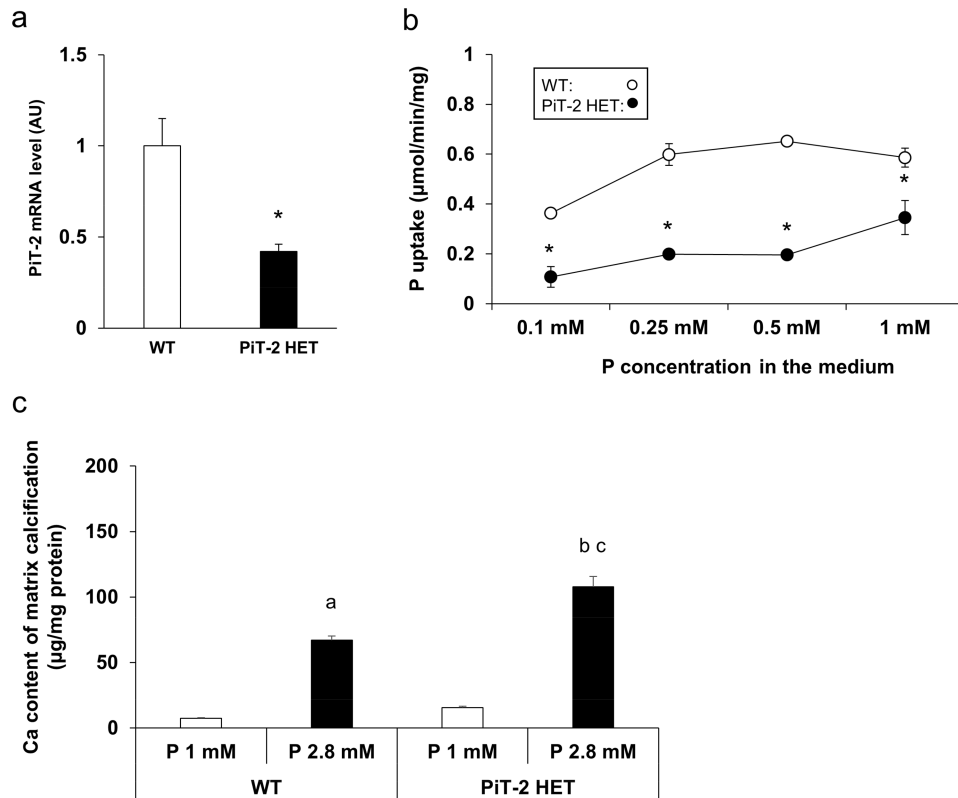 a
PiT-2 mRNA level (AU)
1.5
1
0.5
0
*
WT
PiT-2 HET
b
P uptake (µmol/min/mg)
1
0.8
0.6
0.4
0.2
0
WT:
PiT-2 HET:
*
*
*
*
0.1 mM
0.25 mM
0.5 mM
1 mM
P concentration in the medium
c
Ca content of matrix calcification
(µg/mg protein)
200
150
100
50
0
a
b c
P 1 mM
P 2.8 mM
P 1 mM
P 2.8 mM
WT
PiT-2 HET